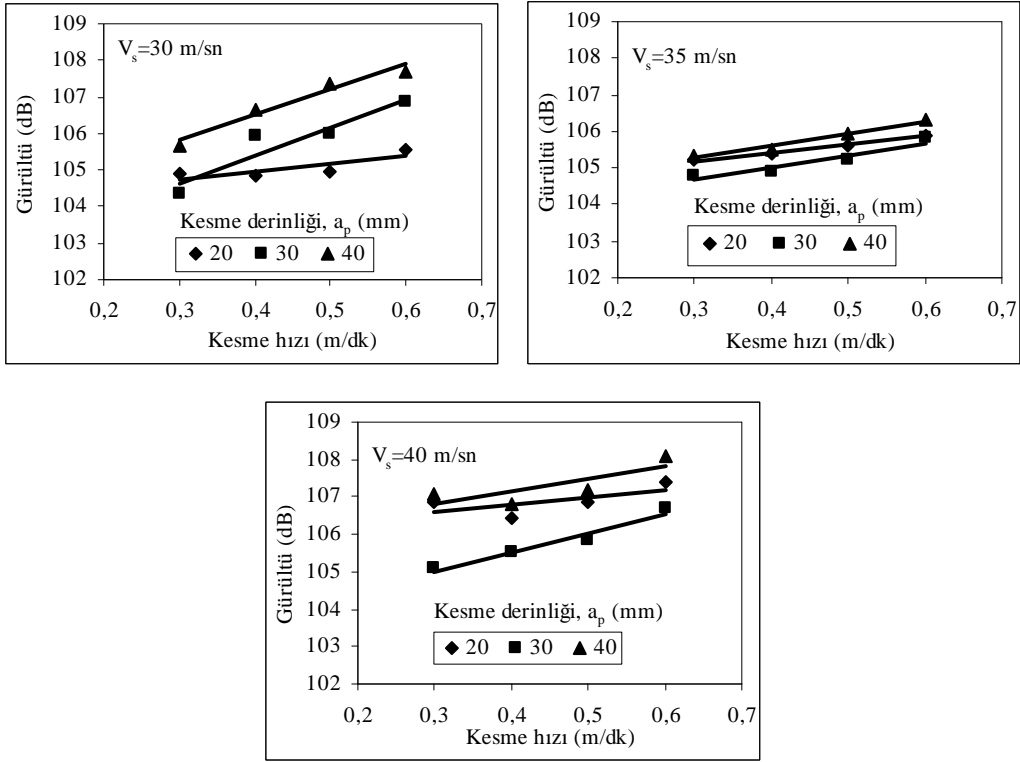 109
108
107
106
105
104
103
102
Gürültü (dB)
V_s=30 m/sn
Kesme derinliği, a_p (mm)
20 30 40
0,2 0,3 0,4 0,5 0,6 0,7
Kesme hızı (m/dk)
109
108
107
106
105
104
103
102
Gürültü (dB)
V_s=35 m/sn
Kesme derinliği, a_p (mm)
20 30 40
0,2 0,3 0,4 0,5 0,6 0,7
Kesme hızı (m/dk)
109
108
107
106
105
104
103
102
Gürültü (dB)
V_s=40 m/sn
Kesme derinliği, a_p (mm)
20 30 40
0,2 0,3 0,4 0,5 0,6 0,7
Kesme hızı (m/dk)